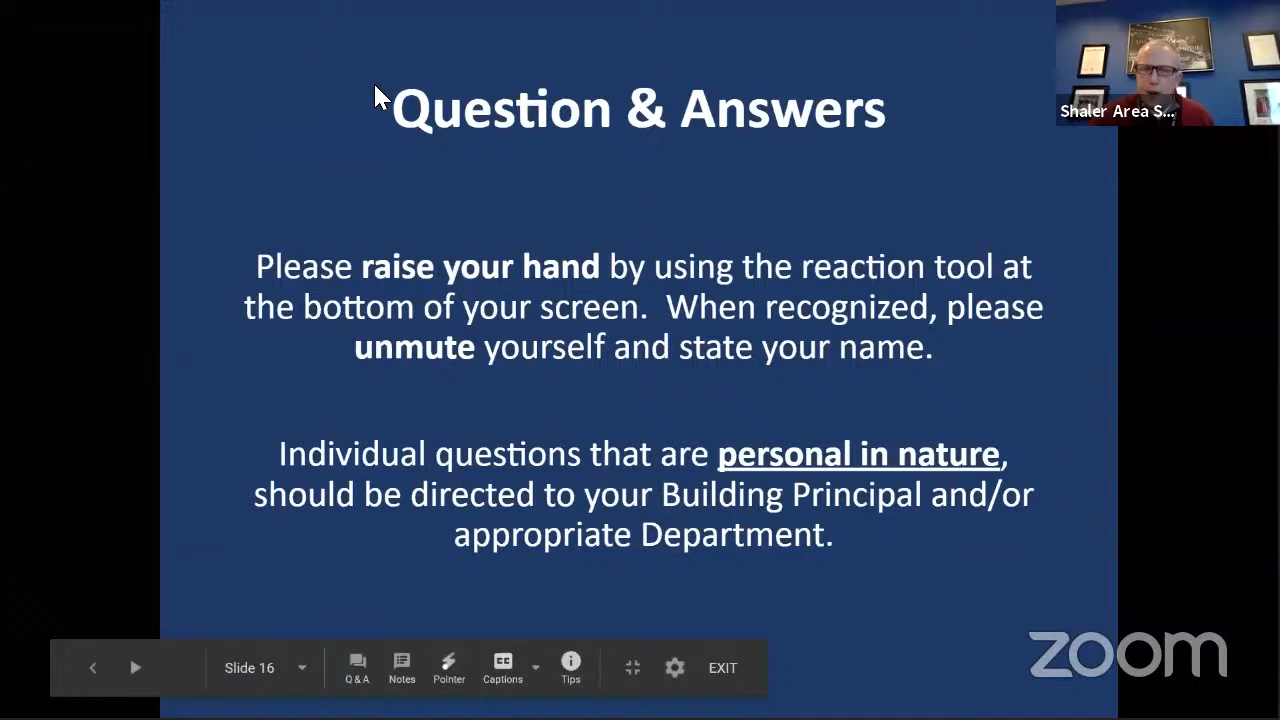 Question & Answers
Shaler Area S...
Please raise your hand by using the reaction tool at
the bottom of your screen.  When recognized, please
unmute yourself and state your name.
Individual questions that are personal in nature,
should be directed to your Building Principal and/or
appropriate Department.
zoom
Slide 16
Q & A
Notes
Pointer
CC
Captions
Tips
EXIT